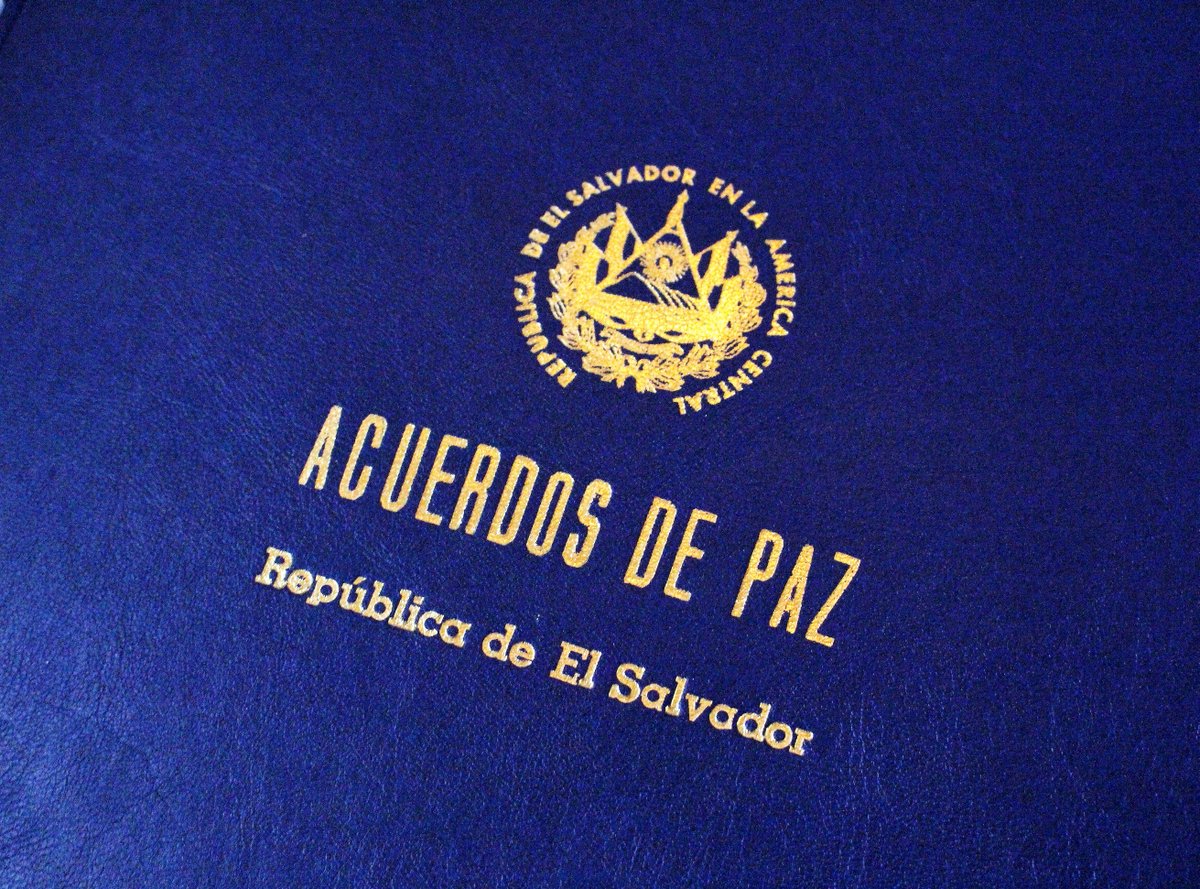 REPUBLICA DE EL SALVADOR EN LA AMERICA CENTRAL
ACUERDOS DE PAZ
República de El Salvador